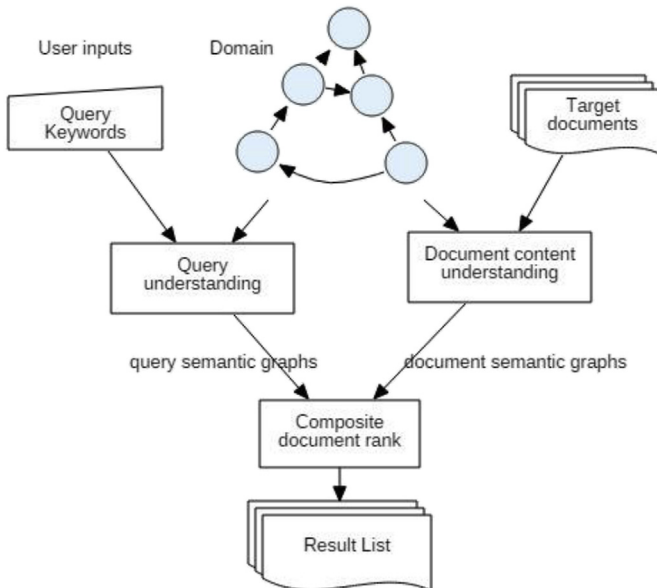 User inputs
Domain
Query
Keywords
Target
documents
Query
understanding
Document content
understanding
query semantic graphs
document semantic graphs
Composite
document rank
Result List